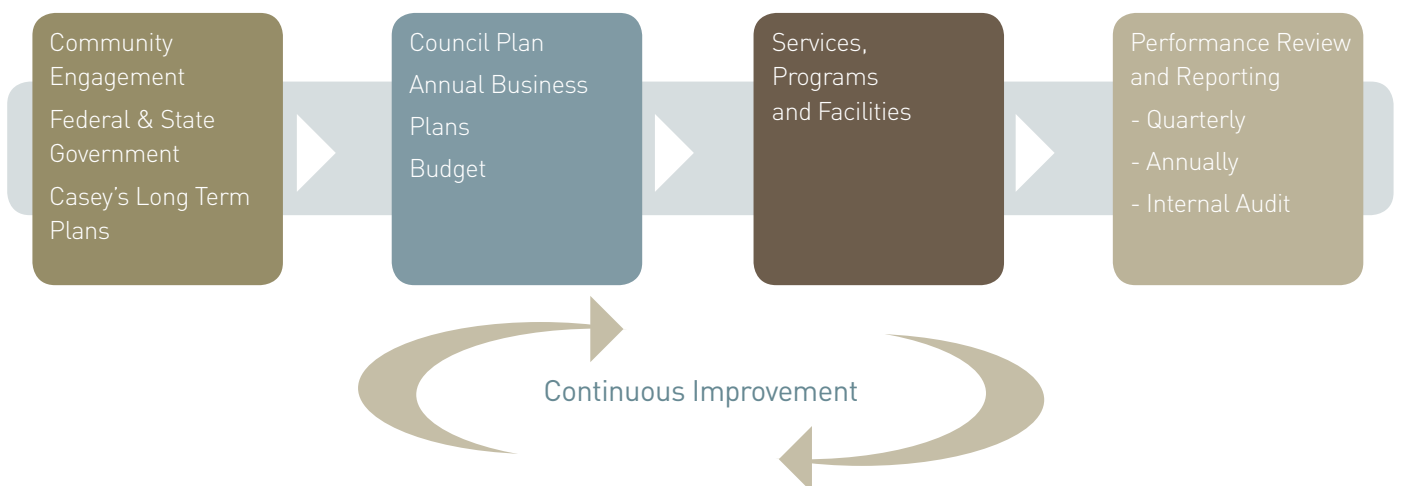 Community
Engagement
Federal & State
Government
Casey's Long Term
Plans
Council Plan
Annual Business
Plans
Budget
Services,
Programs
and Facilities
Performance Review
and Reporting
- Quarterly
- Annually
- Internal Audit
Continuous Improvement